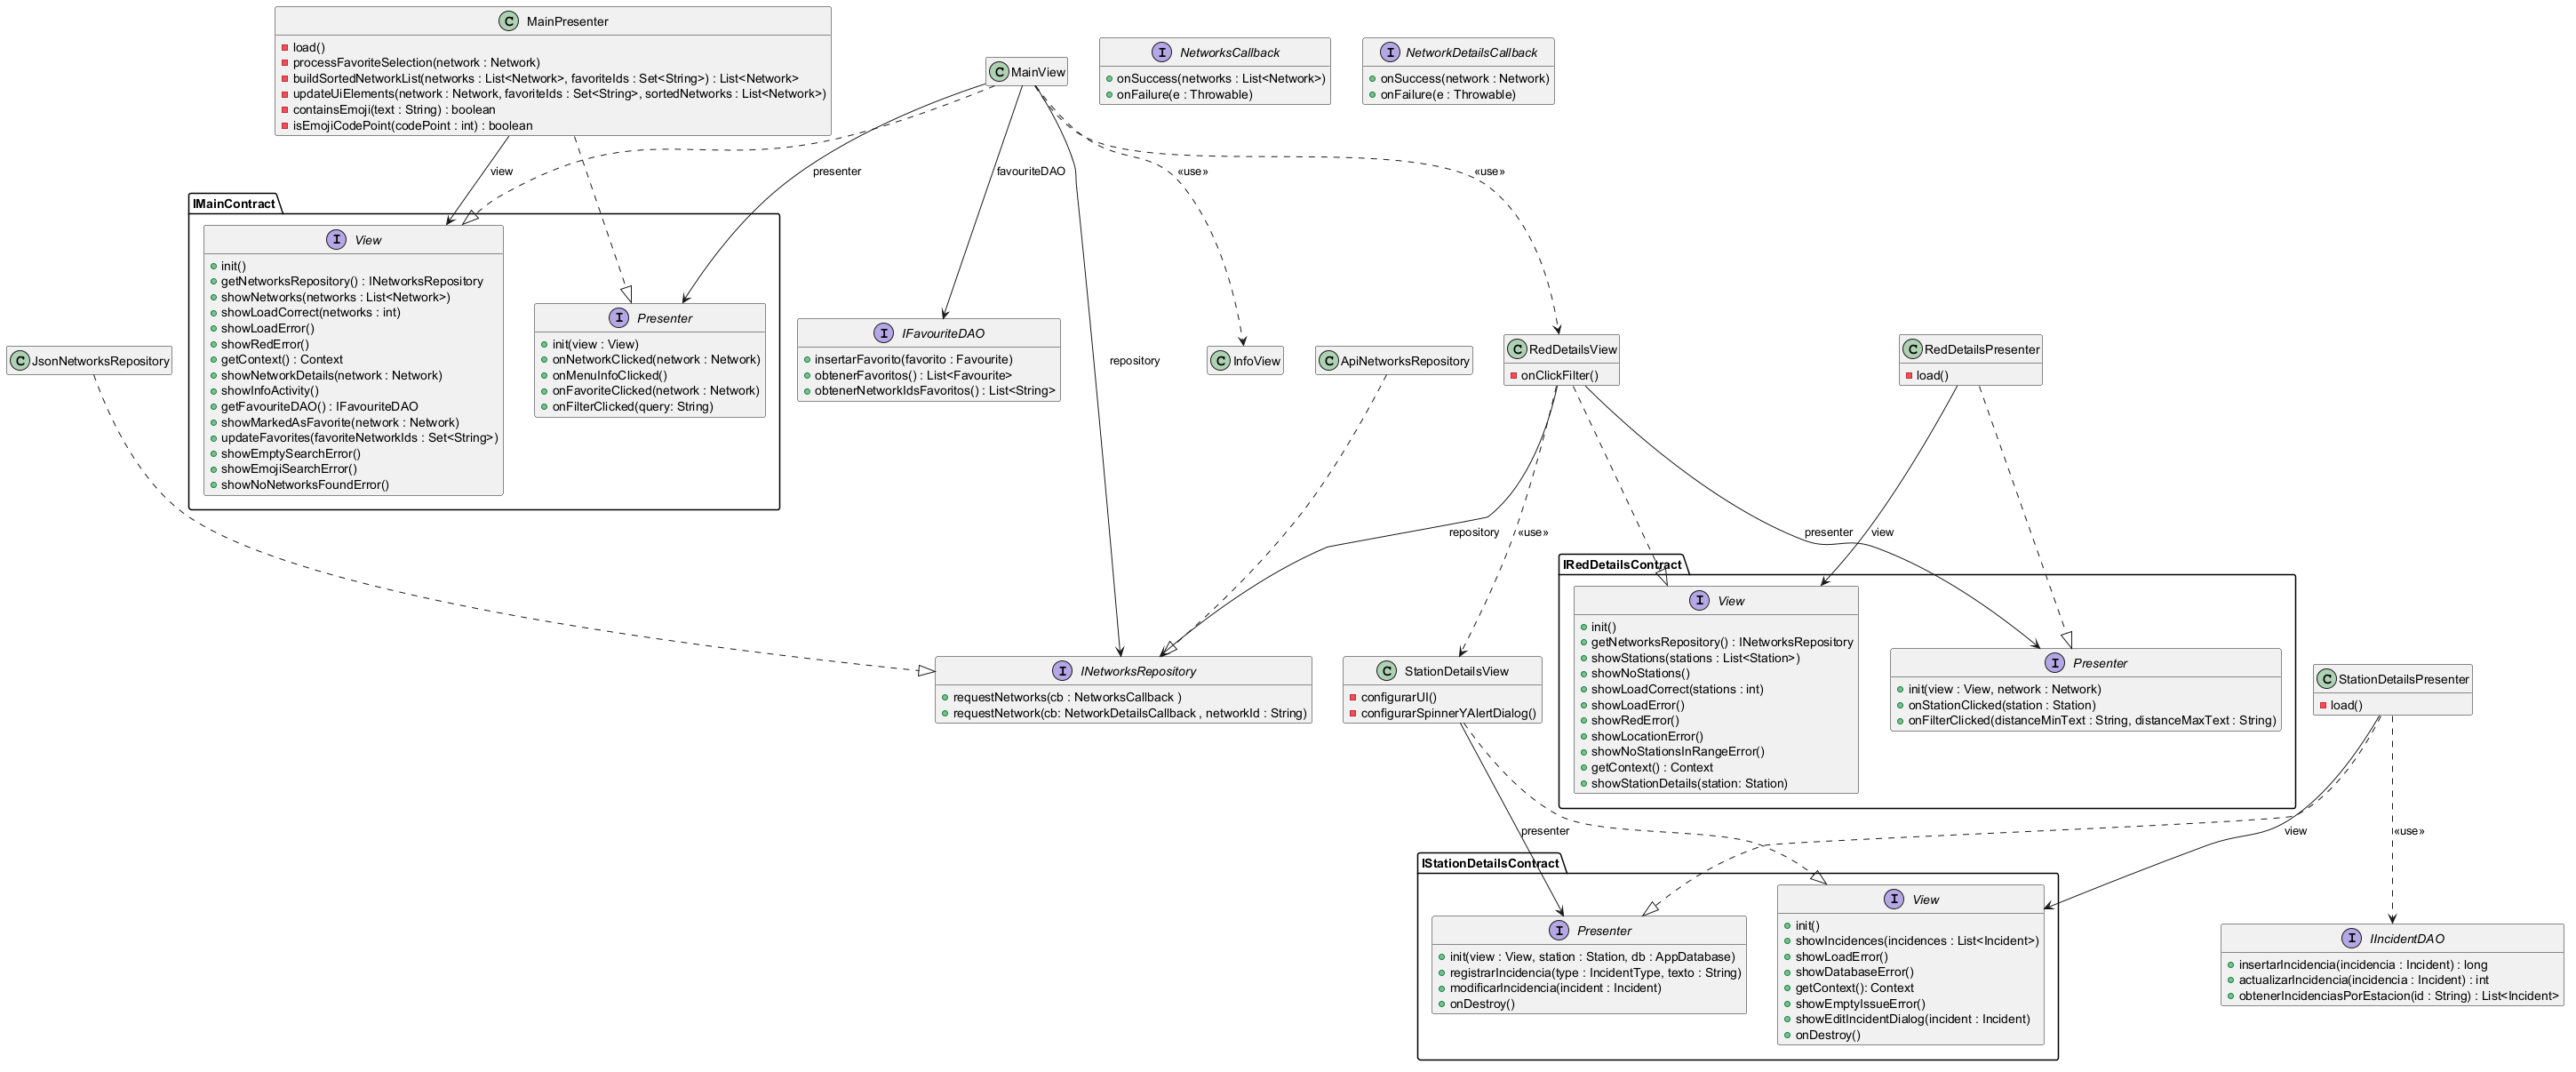 MainPresenter
load()
processFavoriteSelection(network : Network)
buildSortedNetworkList(networks : List<Network>, favoriteIds : Set<String>) : List<Network>
updateUiElements(network : Network, favoriteIds : Set<String>, sortedNetworks : List<Network>)
containsEmoji(text : String) : boolean
isEmojiCodePoint(codePoint : int) : boolean
MainView
NetworksCallback
onSuccess(networks : List<Network>)
onFailure(e : Throwable)
NetworkDetailsCallback
onSuccess(network : Network)
onFailure(e : Throwable)
view
presenter
favouriteDAO
«use»
«use»
IMainContract
View
init()
getNetworksRepository() : INetworksRepository
showNetworks(networks : List<Network>)
showLoadCorrect(networks : int)
showLoadError()
showRedError()
getContext() : Context
showNetworkDetails(network : Network)
showInfoActivity()
getFavouriteDAO() : IFavouriteDAO
showMarkedAsFavorite(network : Network)
updateFavorites(favoriteNetworkIds : Set<String>)
showEmptySearchError()
showEmojiSearchError()
showNoNetworksFoundError()
Presenter
init(view : View)
onNetworkClicked(network : Network)
onMenuInfoClicked()
onFavoriteClicked(network : Network)
onFilterClicked(query: String)
JsonNetworksRepository
IFavouriteDAO
insertarFavorito(favorito : Favourite)
obtenerFavoritos() : List<Favourite>
obtenerNetworkIdsFavoritos() : List<String>
repository
InfoView
ApiNetworksRepository
RedDetailsView
onClickFilter()
RedDetailsPresenter
load()
repository
«use»
presenter
view
INetworksRepository
requestNetworks(cb : NetworksCallback )
requestNetwork(cb: NetworkDetailsCallback , networkId : String)
StationDetailsView
configurarUI()
configurarSpinnerYAlertDialog()
IRedDetailsContract
View
init()
getNetworksRepository() : INetworksRepository
showStations(stations : List<Station>)
showNoStations()
showLoadCorrect(stations : int)
showLoadError()
showRedError()
showLocationError()
showNoStationsInRangeError()
getContext() : Context
showStationDetails(station: Station)
Presenter
init(view : View, network : Network)
onStationClicked(station : Station)
onFilterClicked(distanceMinText : String, distanceMaxText : String)
StationDetailsPresenter
load()
presenter
view
«use»
IStationDetailsContract
Presenter
init(view : View, station : Station, db : AppDatabase)
registrarIncidencia(type : IncidentType, texto : String)
modificarIncidencia(incident : Incident)
onDestroy()
View
init()
showIncidences(incidences : List<Incident>)
showLoadError()
showDatabaseError()
getContext(): Context
showEmptyIssueError()
showEditIncidentDialog(incident : Incident)
onDestroy()
IIncidentDAO
insertarIncidencia(incidencia : Incident) : long
actualizarIncidencia(incidencia : Incident) : int
obtenerIncidenciasPorEstacion(id : String) : List<Incident>